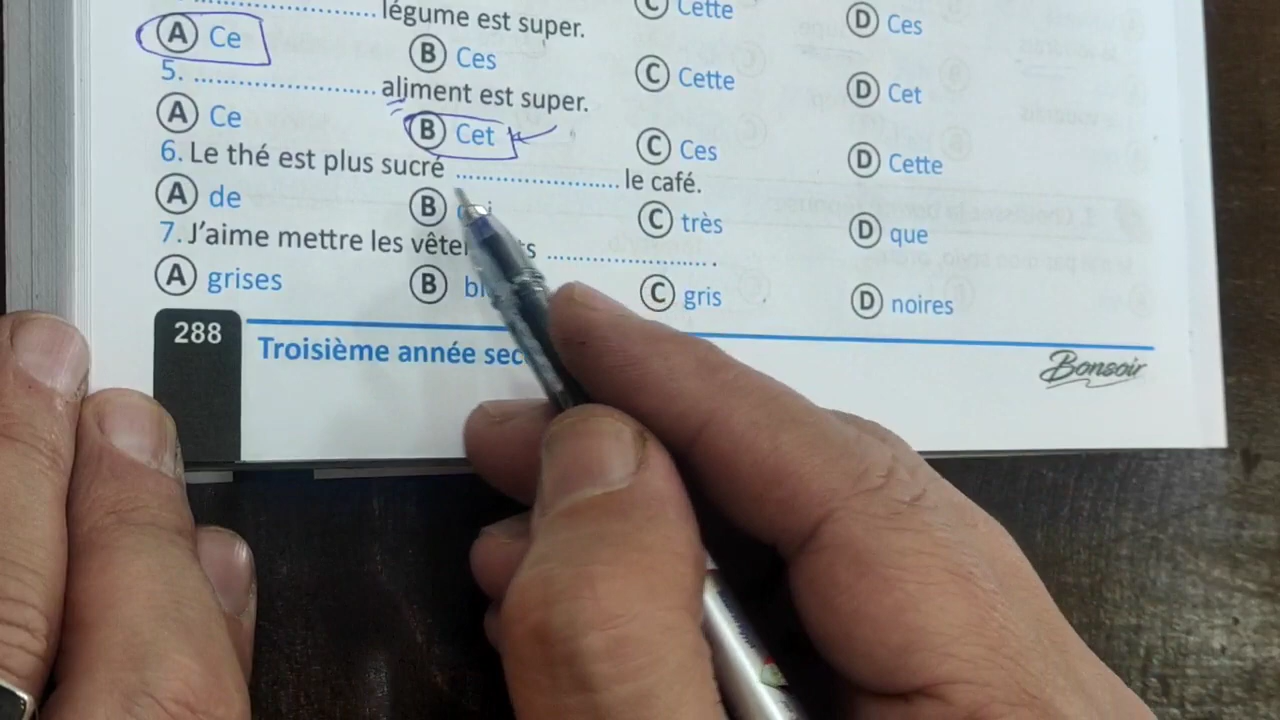 légume est super.
A Ce B Ces C Cette D Ces
5. .................... aliment est super.
A Ce B Cet C Cette D Cet
6. Le thé est plus sucré .................... le café.
C Ces D Cette
A de B C très D que
7. J'aime mettre les .................... .
A grises B C gris D noires
288 Troisième année
Bonsoir